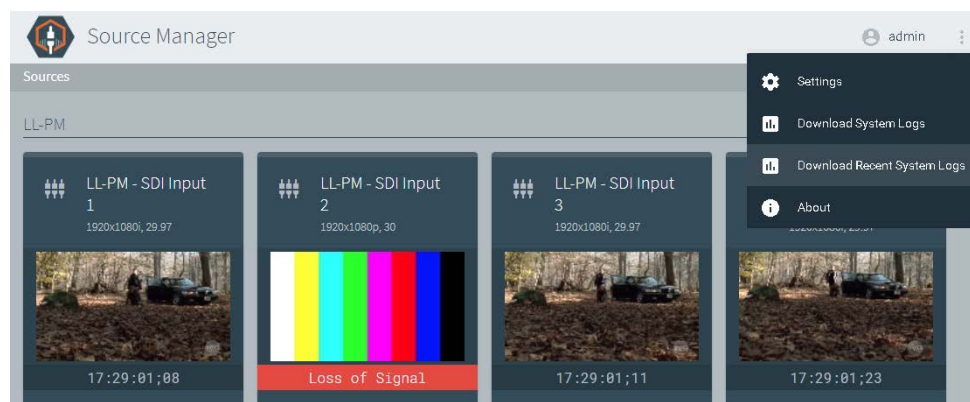 Source Manager
admin
Sources
Settings
Download System Logs
Download Recent System Logs
About
LL-PM
LL-PM - SDI Input
1
1920x1080i, 29.97
17:29:01;08
LL-PM - SDI Input
2
1920x1080p, 30
Loss of Signal
LL-PM - SDI Input
3
1920x1080i, 29.97
17:29:01;11
17:29:01;23